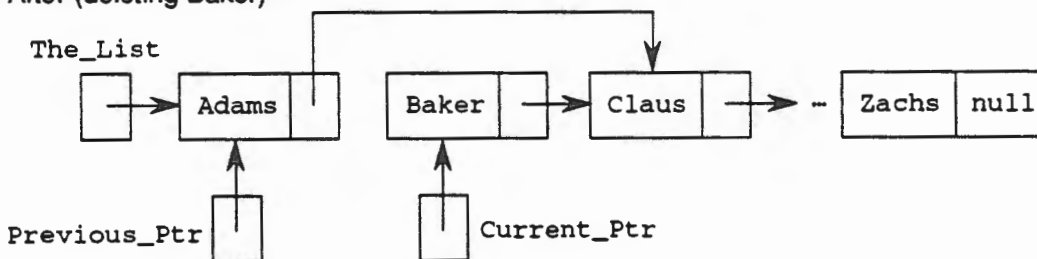 After (deleting Baker)
The_List
Adams Baker Claus … Zachs null
Previous_Ptr Current_Ptr